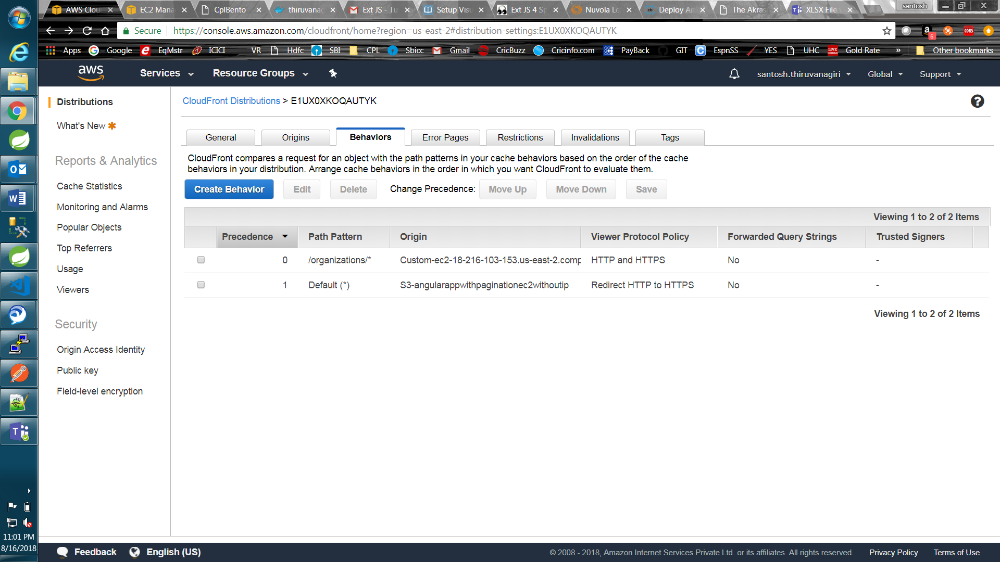 AWS Clou
EC2 Mana
CplBento
thiruvanag
Ext JS - Tu
Setup Visu
Ext JS 4 Sp
Nuvola Le
Deploy An
The Akras
XLSX File
santosh
Secure
https://console.aws.amazon.com/cloudfront/home?region=us-east-2#distribution-settings:E1UX0XKOQAUTYK
a
6
CORS
Apps
Google
EqMstr
ICICI
VR
Hdfc
SBI
CPL
Sbicc
Gmail
CricBuzz
Cricinfo.com
PayBack
GIT
EspnSS
YES
UHC
Gold Rate
»
Other bookmarks
aws
Services
Resource Groups
santosh.thiruvanagiri
Global
Support
Distributions
What's New
Reports & Analytics
Cache Statistics
Monitoring and Alarms
Popular Objects
Top Referrers
Usage
Viewers
Security
Origin Access Identity
Public key
Field-level encryption
CloudFront Distributions > E1UX0XKOQAUTYK
General
Origins
Behaviors
Error Pages
Restrictions
Invalidations
Tags
CloudFront compares a request for an object with the path patterns in your cache behaviors based on the order of the cache
behaviors in your distribution. Arrange cache behaviors in the order in which you want CloudFront to evaluate them.
Create Behavior
Edit
Delete
Change Precedence:
Move Up
Move Down
Save
Viewing 1 to 2 of 2 Items
Precedence
Path Pattern
Origin
Viewer Protocol Policy
Forwarded Query Strings
Trusted Signers
0
/organizations/*
Custom-ec2-18-216-103-153.us-east-2.comp
HTTP and HTTPS
No
-
1
Default (*)
S3-angularappwithpaginationec2withoutip
Redirect HTTP to HTTPS
No
-
Viewing 1 to 2 of 2 Items
11:01 PM
8/16/2018
Feedback
English (US)
© 2008 - 2018, Amazon Internet Services Private Ltd. or its affiliates. All rights reserved.
Privacy Policy
Terms of Use